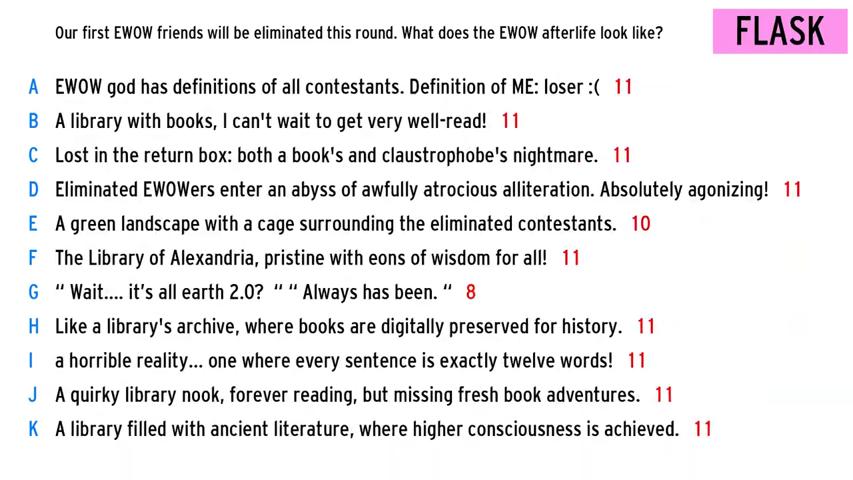 Our first EWOW friends will be eliminated this round. What does the EWOW afterlife look like?
FLASK
A EWOW god has definitions of all contestants. Definition of ME: loser :( 11
B A library with books, I can't wait to get very well-read! 11
C Lost in the return box: both a book's and claustrophobe's nightmare. 11
D Eliminated EWOWers enter an abyss of awfully atrocious alliteration. Absolutely agonizing! 11
E A green landscape with a cage surrounding the eliminated contestants. 10
F The Library of Alexandria, pristine with eons of wisdom for all! 11
G “ Wait.... it’s all earth 2.0? “ “ Always has been. “ 8
H Like a library's archive, where books are digitally preserved for history. 11
I a horrible reality... one where every sentence is exactly twelve words! 11
J A quirky library nook, forever reading, but missing fresh book adventures. 11
K A library filled with ancient literature, where higher consciousness is achieved. 11